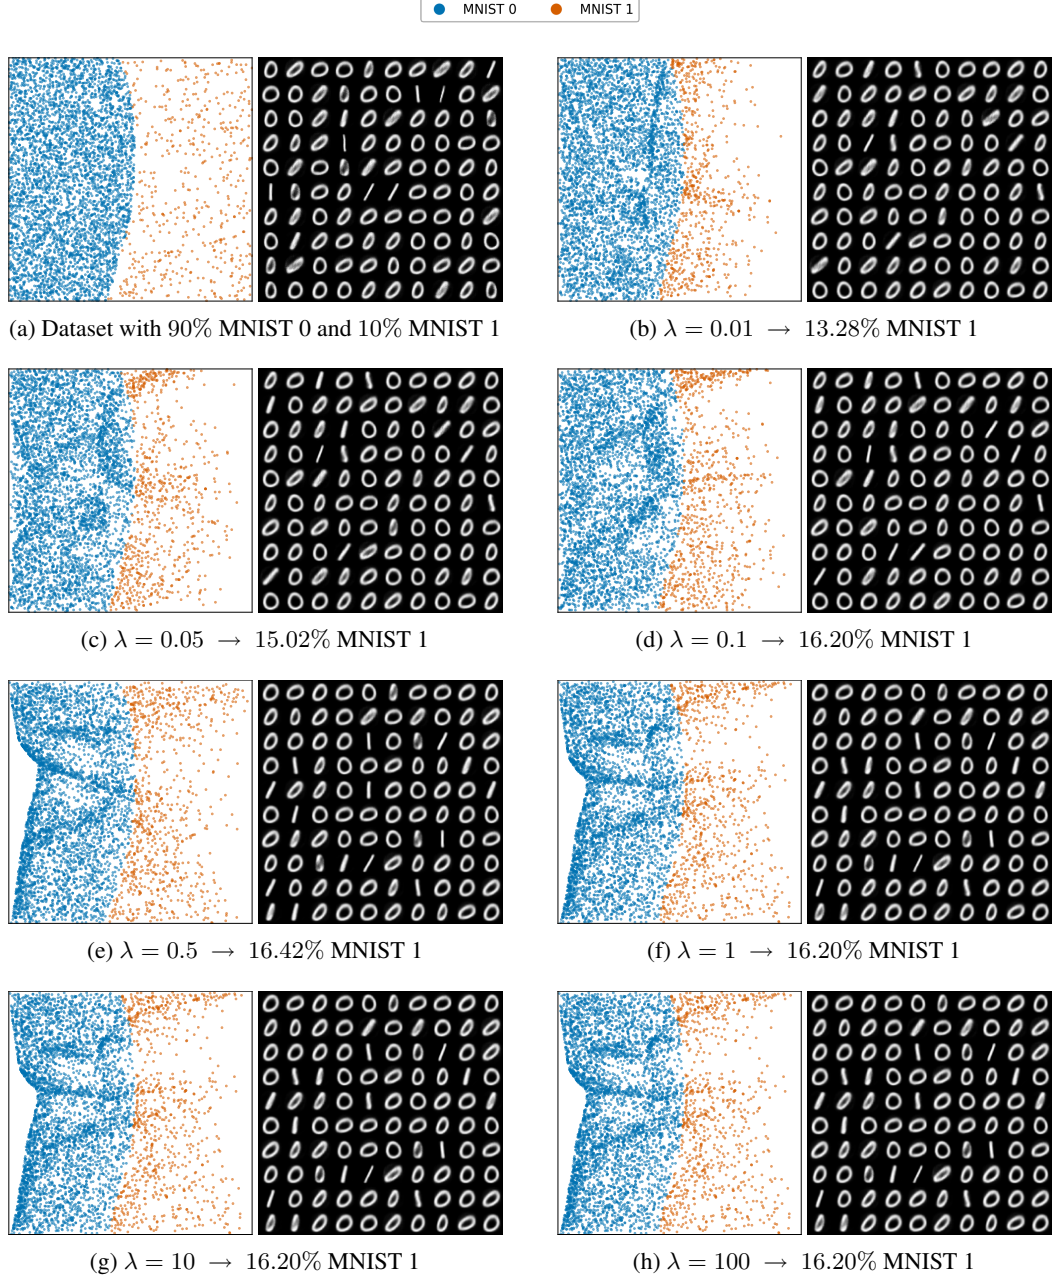 MNIST 0 MNIST 1
(a) Dataset with 90% MNIST 0 and 10% MNIST 1
(b) λ = 0.01 → 13.28% MNIST 1
(c) λ = 0.05 → 15.02% MNIST 1
(d) λ = 0.1 → 16.20% MNIST 1
(e) λ = 0.5 → 16.42% MNIST 1
(f) λ = 1 → 16.20% MNIST 1
(g) λ = 10 → 16.20% MNIST 1
(h) λ = 100 → 16.20% MNIST 1